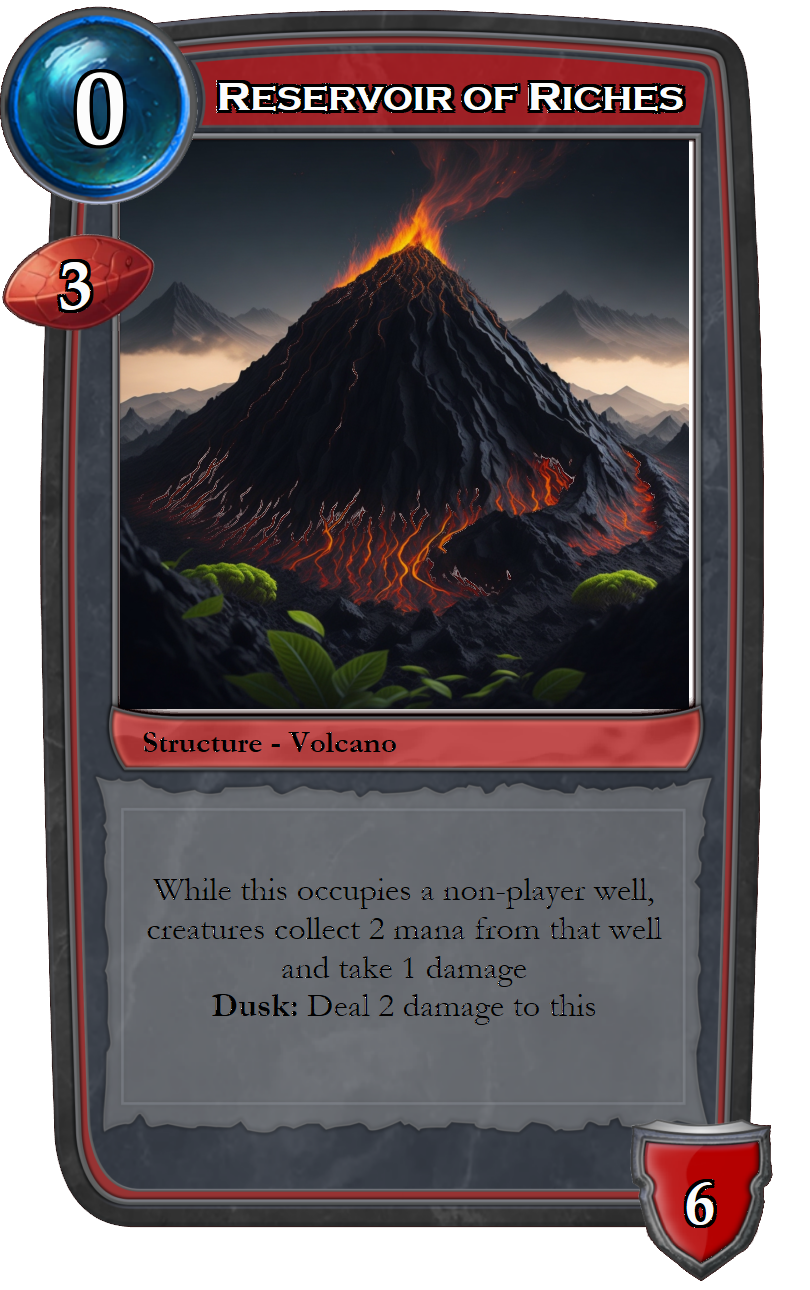 0
Reservoir of Riches
3
Structure - Volcano
While this occupies a non-player well,
creatures collect 2 mana from that well
and take 1 damage
Dusk: Deal 2 damage to this
6